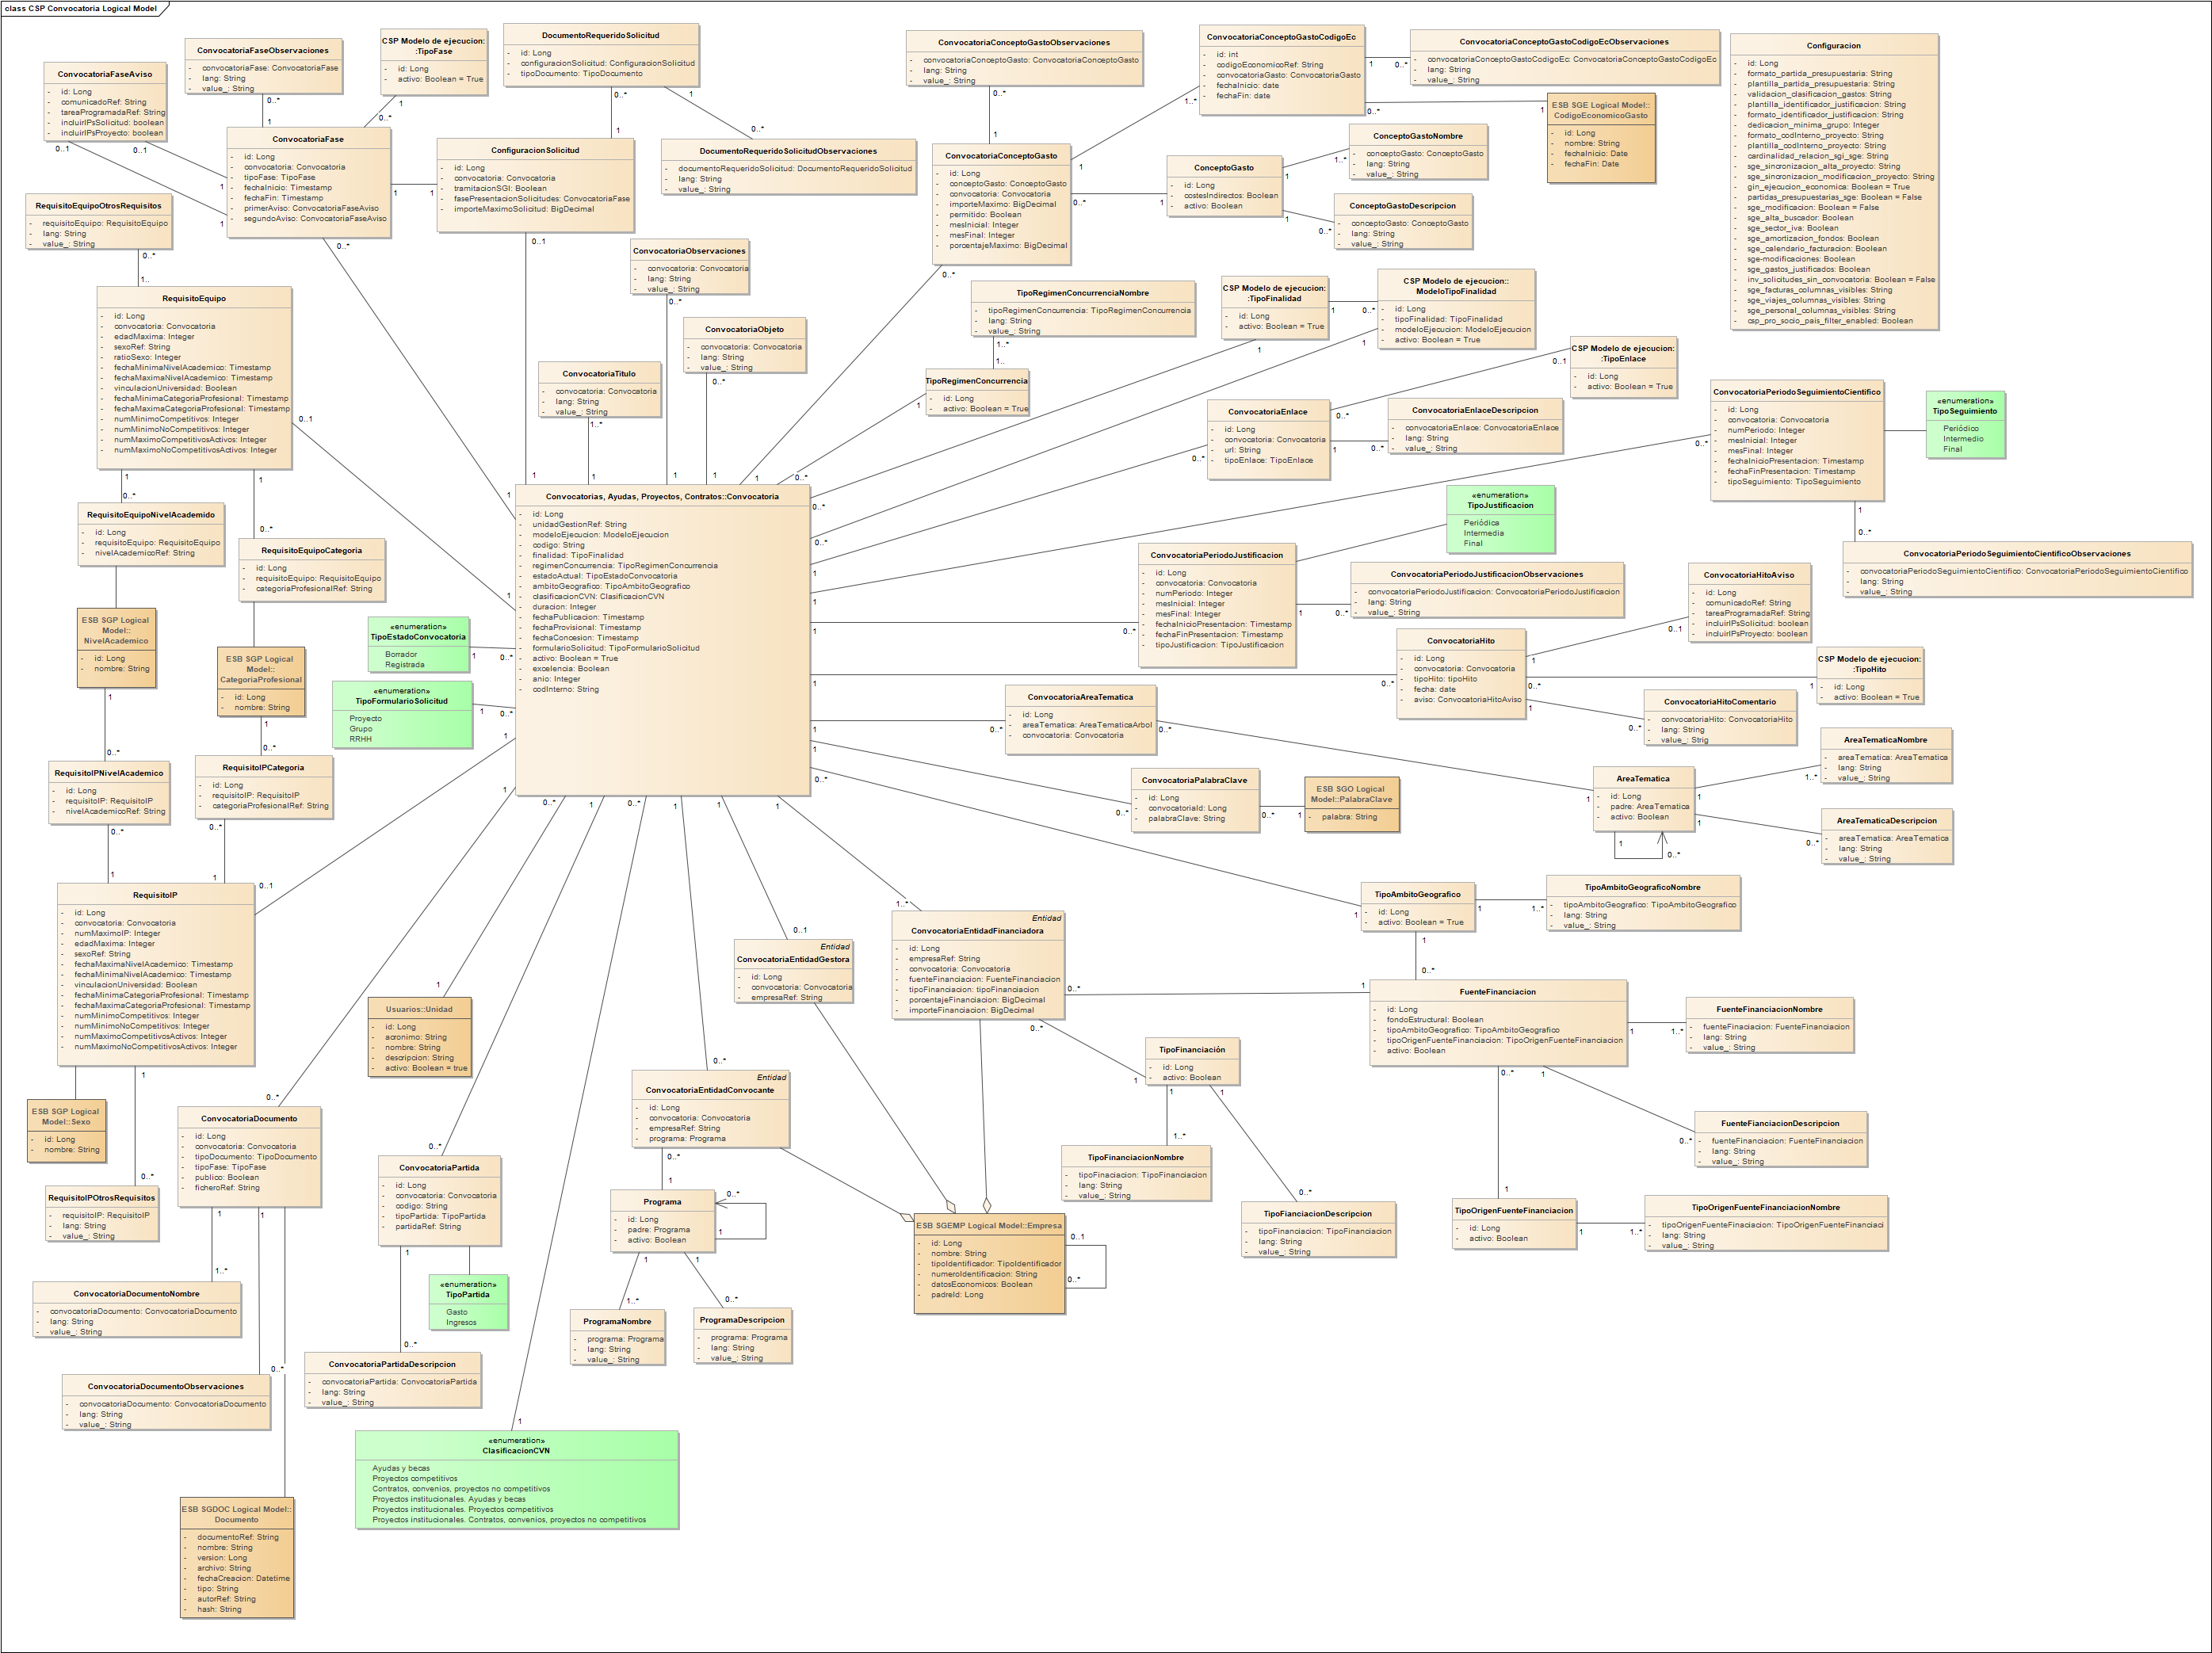 class CSP Convocatoria Logical Model
ConvocatoriaFaseObservaciones
- convocatoriaFase: ConvocatoriaFase
- lang: String
- value_: String
CSP Modelo de ejecucion:
:TipoFase
- id: Long
- activo: Boolean = True
DocumentoRequeridoSolicitud
- id: Long
- configuracionSolicitud: ConfiguracionSolicitud
- tipoDocumento: TipoDocumento
ConvocatoriaFaseAviso
- id: Long
- comunicadoRef: String
- tareaProgramadaRef: String
- incluirIPsSolicitud: boolean
- incluirIPsProyecto: boolean
ConvocatoriaFase
- id: Long
- convocatoria: Convocatoria
- tipoFase: TipoFase
- fechaInicio: Timestamp
- fechaFin: Timestamp
- primerAviso: ConvocatoriaFaseAviso
- segundoAviso: ConvocatoriaFaseAviso
ConfiguracionSolicitud
- id: Long
- convocatoria: Convocatoria
- tramitacionSGI: Boolean
- fasePresentacionSolicitudes: ConvocatoriaFase
- importeMaximoSolicitud: BigDecimal
DocumentoRequeridoSolicitudObservaciones
- documentoRequeridoSolicitud: DocumentoRequeridoSolicitud
- lang: String
- value_: String
ConvocatoriaConceptoGastoObservaciones
- convocatoriaConceptoGasto: ConvocatoriaConceptoGasto
- lang: String
- value_: String
ConvocatoriaConceptoGastoCodigoEc
- id: int
- codigoEconomicoRef: String
- convocatoriaGasto: ConvocatoriaGasto
- fechaInicio: date
- fechaFin: date
ConvocatoriaConceptoGastoCodigoEcObservaciones
- convocatoriaConceptoGastoCodigoEc: ConvocatoriaConceptoGastoCodigoEc
- lang: String
- value_: String
ESB SGE Logical Model::
CodigoEconomicoGasto
- id: Long
- nombre: String
- fechaInicio: Date
- fechaFin: Date
Configuracion
- id: Long
- formato_partida_presupuestaria: String
- plantilla_partida_presupuestaria: String
- validacion_clasificacion_gastos: String
- plantilla_identificador_justificacion: String
- formato_identificador_justificacion: String
- dedicacion_minima_grupo: Integer
- formato_codInterno_proyecto: String
- plantilla_codInterno_proyecto: String
- cardinalidad_relacion_sgi_sge: String
- sge_sincronizacion_alta_proyecto: String
- sge_sincronizacion_modificacion_proyecto: String
- gin_ejecucion_economica: Boolean = True
- partidas_presupuestarias_sge: Boolean = False
- sge_modificacion: Boolean = False
- sge_alta_buscador: Boolean
- sge_sector_iva: Boolean
- sge_amortizacion_fondos: Boolean
- sge_calendario_facturacion: Boolean
- sge-modificaciones: Boolean
- sge_gastos_justificados: Boolean
- inv_solicitudes_sin_convocatoria: Boolean = False
- sge_facturas_columnas_visibles: String
- sge_viajes_columnas_visibles: String
- sge_personal_columnas_visibles: String
- csp_pro_socio_pais_filter_enabled: Boolean
ConvocatoriaConceptoGasto
- id: Long
- conceptoGasto: ConceptoGasto
- convocatoria: Convocatoria
- importeMaximo: BigDecimal
- permitido: Boolean
- mesInicial: Integer
- mesFinal: Integer
- porcentajeMaximo: BigDecimal
ConceptoGasto
- id: Long
- costesIndirectos: Boolean
- activo: Boolean
ConceptoGastoNombre
- conceptoGasto: ConceptoGasto
- lang: String
- value_: String
ConceptoGastoDescripcion
- conceptoGasto: ConceptoGasto
- lang: String
- value_: String
RequisitoEquipoOtrosRequisitos
- requisitoEquipo: RequisitoEquipo
- lang: String
- value_: String
RequisitoEquipo
- id: Long
- convocatoria: Convocatoria
- edadMaxima: Integer
- sexoRef: String
- ratioSexo: Integer
- fechaMinimaNivelAcademico: Timestamp
- fechaMaximaNivelAcademico: Timestamp
- vinculacionUniversidad: Boolean
- fechaMinimaCategoriaProfesional: Timestamp
- fechaMaximaCategoriaProfesional: Timestamp
- numMinimoCompetitivos: Integer
- numMinimoNoCompetitivos: Integer
- numMaximoCompetitivosActivos: Integer
- numMaximoNoCompetitivosActivos: Integer
ConvocatoriaObservaciones
- convocatoria: Convocatoria
- lang: String
- value_: String
ConvocatoriaObjeto
- convocatoria: Convocatoria
- lang: String
- value_: String
ConvocatoriaTitulo
- convocatoria: Convocatoria
- lang: String
- value_: String
TipoRegimenConcurrenciaNombre
- tipoRegimenConcurrencia: TipoRegimenConcurrencia
- lang: String
- value_: String
TipoRegimenConcurrencia
- id: Long
- activo: Boolean = True
CSP Modelo de ejecucion:
:TipoFinalidad
- id: Long
- activo: Boolean = True
CSP Modelo de ejecucion::
ModeloTipoFinalidad
- id: Long
- tipoFinalidad: TipoFinalidad
- modeloEjecucion: ModeloEjecucion
- activo: Boolean = True
CSP Modelo de ejecucion:
:TipoEnlace
- id: Long
- activo: Boolean = True
ConvocatoriaEnlace
- id: Long
- convocatoria: Convocatoria
- url: String
- tipoEnlace: TipoEnlace
ConvocatoriaEnlaceDescripcion
- convocatoriaEnlace: ConvocatoriaEnlace
- lang: String
- value_: String
ConvocatoriaPeriodoSeguimientoCientifico
- id: Long
- convocatoria: Convocatoria
- numPeriodo: Integer
- mesInicial: Integer
- mesFinal: Integer
- fechaInicioPresentacion: Timestamp
- fechaFinPresentacion: Timestamp
- tipoSeguimiento: TipoSeguimiento
«enumeration»
TipoSeguimiento
Periódico
Intermedio
Final
Convocatorias, Ayudas, Proyectos, Contratos::Convocatoria
- id: Long
- unidadGestionRef: String
- modeloEjecucion: ModeloEjecucion
- codigo: String
- finalidad: TipoFinalidad
- regimenConcurrencia: TipoRegimenConcurrencia
- estadoActual: TipoEstadoConvocatoria
- ambitoGeografico: TipoAmbitoGeografico
- clasificacionCVN: ClasificacionCVN
- duracion: Integer
- fechaPublicacion: Timestamp
- fechaProvisional: Timestamp
- fechaConcesion: Timestamp
- formularioSolicitud: TipoFormularioSolicitud
- activo: Boolean = True
- excelencia: Boolean
- anio: Integer
- codInterno: String
«enumeration»
TipoJustificacion
Periódica
Intermedia
Final
ConvocatoriaPeriodoJustificacion
- id: Long
- convocatoria: Convocatoria
- numPeriodo: Integer
- mesInicial: Integer
- mesFinal: Integer
- fechaInicioPresentacion: Timestamp
- fechaFinPresentacion: Timestamp
- tipoJustificacion: TipoJustificacion
ConvocatoriaPeriodoJustificacionObservaciones
- convocatoriaPeriodoJustificacion: ConvocatoriaPeriodoJustificacion
- lang: String
- value_: String
ConvocatoriaPeriodoSeguimientoCientificoObservaciones
- convocatoriaPeriodoSeguimientoCientifico: ConvocatoriaPeriodoSeguimientoCientifico
- lang: String
- value_: String
ConvocatoriaHitoAviso
- id: Long
- comunicadoRef: String
- tareaProgramadaRef: String
- incluirIPsSolicitud: boolean
- incluirIPsProyecto: boolean
ConvocatoriaHito
- id: Long
- convocatoria: Convocatoria
- tipoHito: tipoHito
- fecha: date
- aviso: ConvocatoriaHitoAviso
CSP Modelo de ejecucion:
:TipoHito
- id: Long
- activo: Boolean = True
ConvocatoriaHitoComentario
- convocatoriaHito: ConvocatoriaHito
- lang: String
- value_: Strig
RequisitoEquipoNivelAcademido
- id: Long
- requisitoEquipo: RequisitoEquipo
- nivelAcademicoRef: String
RequisitoEquipoCategoria
- id: Long
- requisitoEquipo: RequisitoEquipo
- categoriaProfesionalRef: String
ESB SGP Logical
Model::
NivelAcademico
- id: Long
- nombre: String
ESB SGP Logical
Model::
CategoriaProfesional
- id: Long
- nombre: String
«enumeration»
TipoEstadoConvocatoria
Borrador
Registrada
«enumeration»
TipoFormularioSolicitud
Proyecto
Grupo
RRHH
ConvocatoriaAreaTematica
- id: Long
- areaTematica: AreaTematicaArbol
- convocatoria: Convocatoria
AreaTematicaNombre
- areaTematica: AreaTematica
- lang: String
- value_: String
AreaTematica
- id: Long
- padre: AreaTematica
- activo: Boolean
AreaTematicaDescripcion
- areaTematica: AreaTematica
- lang: String
- value_: String
ConvocatoriaPalabraClave
- id: Long
- convocatoriaId: Long
- palabraClave: String
ESB SGO Logical
Model::PalabraClave
- palabra: String
RequisitoIPNivelAcademico
- id: Long
- requisitoIP: RequisitoIP
- nivelAcademicoRef: String
RequisitoIPCategoria
- id: Long
- requisitoIP: RequisitoIP
- categoriaProfesionalRef: String
RequisitoIP
- id: Long
- convocatoria: Convocatoria
- numMaximoIP: Integer
- edadMaxima: Integer
- sexoRef: String
- fechaMaximaNivelAcademico: Timestamp
- fechaMinimaNivelAcademico: Timestamp
- vinculacionUniversidad: Boolean
- fechaMinimaCategoriaProfesional: Timestamp
- fechaMaximaCategoriaProfesional: Timestamp
- numMinimoCompetitivos: Integer
- numMinimoNoCompetitivos: Integer
- numMaximoCompetitivosActivos: Integer
- numMaximoNoCompetitivosActivos: Integer
TipoAmbitoGeografico
- id: Long
- activo: Boolean = True
TipoAmbitoGeograficoNombre
- tipoAmbitoGeografico: TipoAmbitoGeografico
- lang: String
- value_: String
Entidad
ConvocatoriaEntidadFinanciadora
- id: Long
- empresaRef: String
- convocatoria: Convocatoria
- fuenteFinanciacion: FuenteFinanciacion
- tipoFinanciacion: tipoFinanciacion
- porcentajeFinanciacion: BigDecimal
- importeFinanciacion: BigDecimal
Entidad
ConvocatoriaEntidadGestora
- id: Long
- convocatoria: Convocatoria
- empresaRef: String
Usuarios::Unidad
- id: Long
- acronimo: String
- nombre: String
- descripcion: String
- activo: Boolean = true
FuenteFinanciacion
- id: Long
- fondoEstructural: Boolean
- tipoAmbitoGeografico: TipoAmbitoGeografico
- tipoOrigenFuenteFinanciacion: TipoOrigenFuenteFinanciacion
- activo: Boolean
FuenteFinanciacionNombre
- fuenteFinaciacion: FuenteFinanciacion
- lang: String
- value_: String
TipoFinanciación
- id: Long
- activo: Boolean
Entidad
ConvocatoriaEntidadConvocante
- id: Long
- convocatoria: Convocatoria
- empresaRef: String
- programa: Programa
ESB SGP Logical
Model::Sexo
- id: Long
- nombre: String
ConvocatoriaDocumento
- id: Long
- convocatoria: Convocatoria
- tipoDocumento: TipoDocumento
- tipoFase: TipoFase
- publico: Boolean
- ficheroRef: String
FuenteFianciacionDescripcion
- fuenteFinanciacion: FuenteFinanciacion
- lang: String
- value_: String
TipoFinanciacionNombre
- tipoFinaciacion: TipoFinanciacion
- lang: String
- value_: String
ConvocatoriaPartida
- id: Long
- convocatoria: Convocatoria
- codigo: String
- tipoPartida: TipoPartida
- partidaRef: String
RequisitoIPOtrosRequisitos
- requisitoIP: RequisitoIP
- lang: String
- value_: String
Programa
- id: Long
- padre: Programa
- activo: Boolean
ESB SGEMP Logical Model::Empresa
- id: Long
- nombre: String
- tipoIdentificador: TipoIdentificador
- numeroIdentificacion: String
- datosEconomicos: Boolean
- padreId: Long
TipoFianciacionDescripcion
- tipoFinanciacion: TipoFinanciacion
- lang: String
- value_: String
TipoOrigenFuenteFinanciacion
- id: Long
- activo: Boolean
TipoOrigenFuenteFinanciacionNombre
- tipoOrigenFuenteFinaciacion: TipoOrigenFuenteFinanciaci
- lang: String
- value_: String
ConvocatoriaDocumentoNombre
- convocatoriaDocumento: ConvocatoriaDocumento
- lang: String
- value_: String
«enumeration»
TipoPartida
Gasto
Ingresos
ProgramaNombre
- programa: Programa
- lang: String
- value_: String
ProgramaDescripcion
- programa: Programa
- lang: String
- value_: String
ConvocatoriaPartidaDescripcion
- convocatoriaPartida: ConvocatoriaPartida
- lang: String
- value_: String
ConvocatoriaDocumentoObservaciones
- convocatoriaDocumento: ConvocatoriaDocumento
- lang: String
- value_: String
«enumeration»
ClasificacionCVN
Ayudas y becas
Proyectos competitivos
Contratos, convenios, proyectos no competitivos
Proyectos institucionales. Ayudas y becas
Proyectos institucionales. Proyectos competitivos
Proyectos institucionales. Contratos, convenios, proyectos no competitivos
ESB SGDOC Logical Model::
Documento
- documentoRef: String
- nombre: String
- version: Long
- archivo: String
- fechaCreacion: Datetime
- tipo: String
- autorRef: String
- hash: String